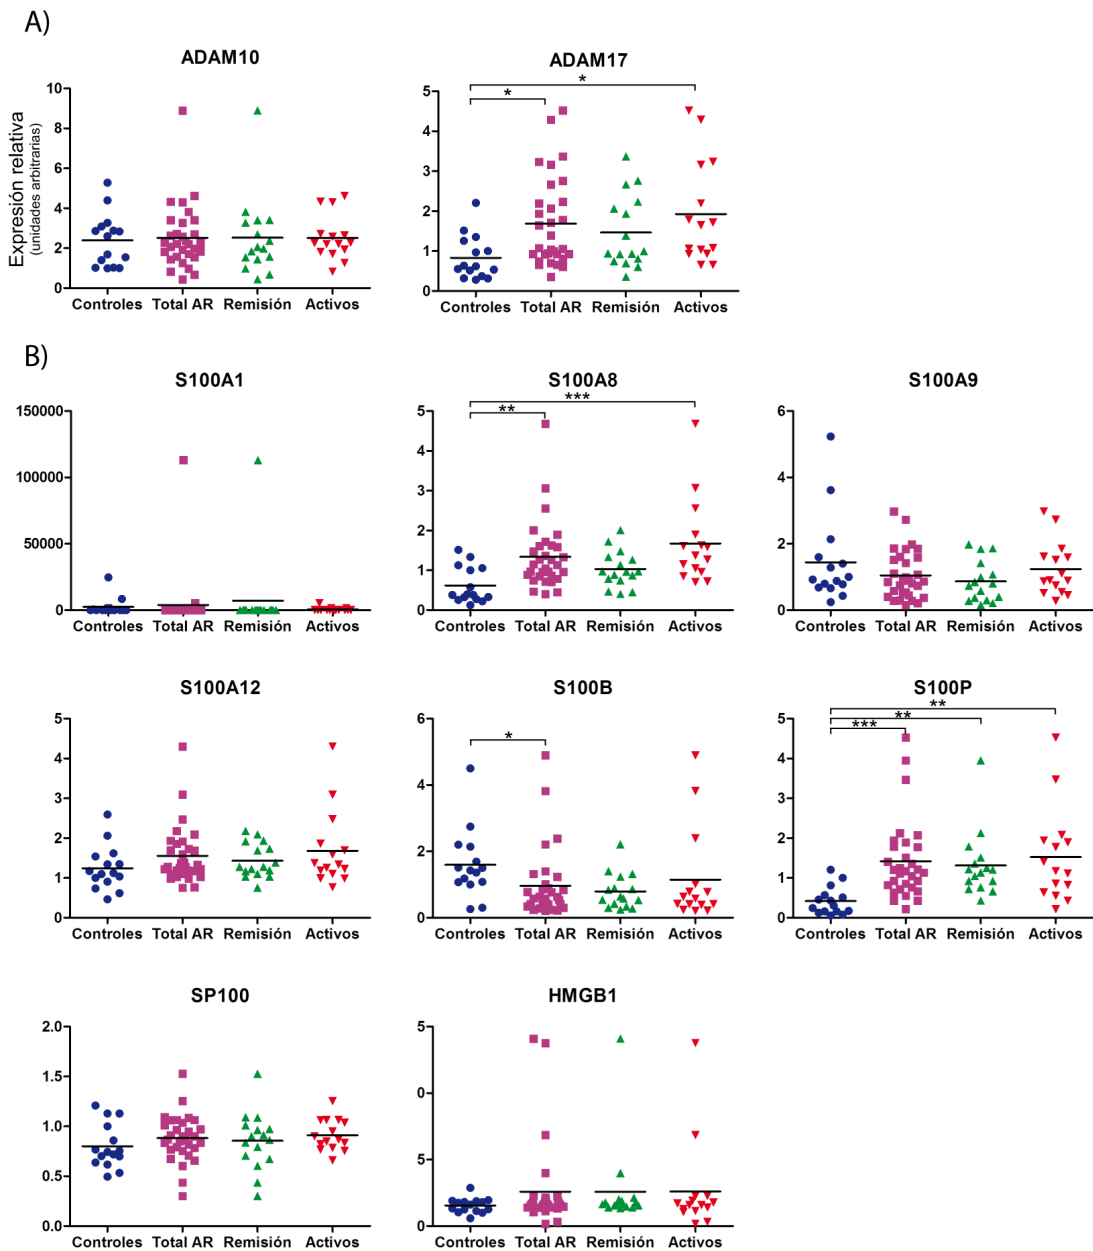 A)
ADAM10
ADAM17
Expresión relativa
(unidades arbitrarias)
10
8
6
4
2
0
Controles Total AR Remisión Activos
5
4
3
2
1
0
*
*
Controles Total AR Remisión Activos
B)
S100A1
S100A8
S100A9
150000
100000
50000
0
Controles Total AR Remisión Activos
5
4
3
2
1
0
***
**
Controles Total AR Remisión Activos
6
4
2
0
Controles Total AR Remisión Activos
S100A12
S100B
S100P
5
4
3
2
1
0
Controles Total AR Remisión Activos
6
4
2
0
*
Controles Total AR Remisión Activos
5
4
3
2
1
0
**
**
***
Controles Total AR Remisión Activos
SP100
HMGB1
2.0
1.5
1.0
0.5
0.0
Controles Total AR Remisión Activos
5
0
5
0
Controles Total AR Remisión Activos